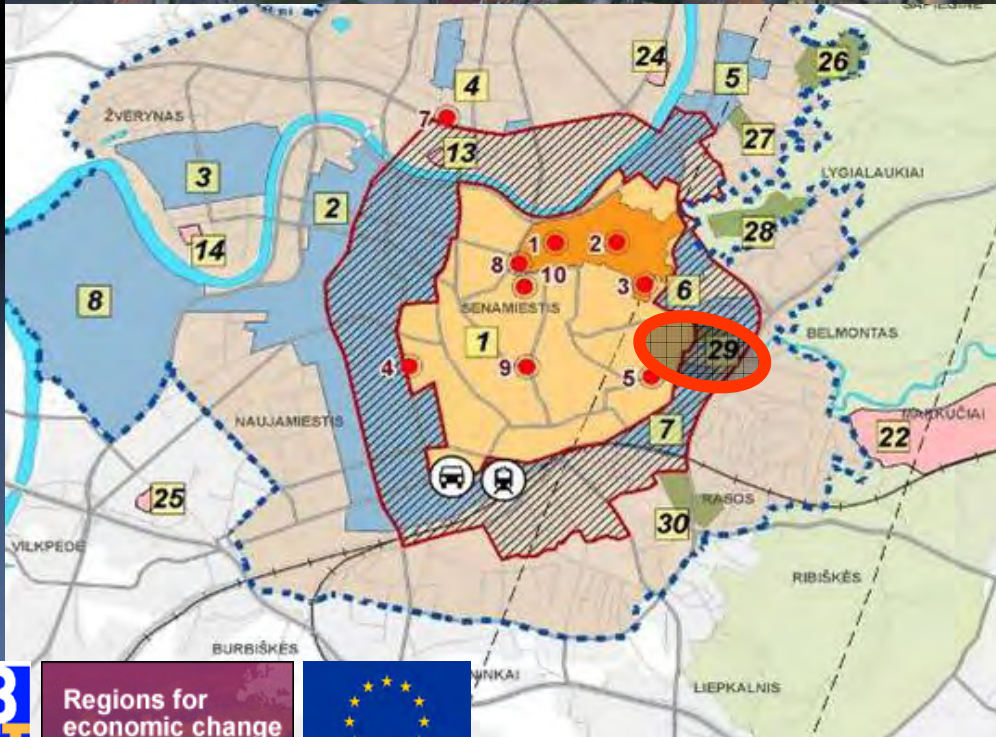 SAPIEGINĖ
26
24
5
4
ŽVĖRYNAS
7
13
27
3
LYGIALAUKIAI
2
28
14
1
2
8
10
3
6
8
SENAMIESTIS
BELMONTAS
1
29
4
9
5
MARKUČIAI
NAUJAMIESTIS
7
22
25
RASOS
30
VILKPĖDĖ
RIBIŠKĖS
BURBIŠKĖS
LIEPKALNIS
Regions for
economic change